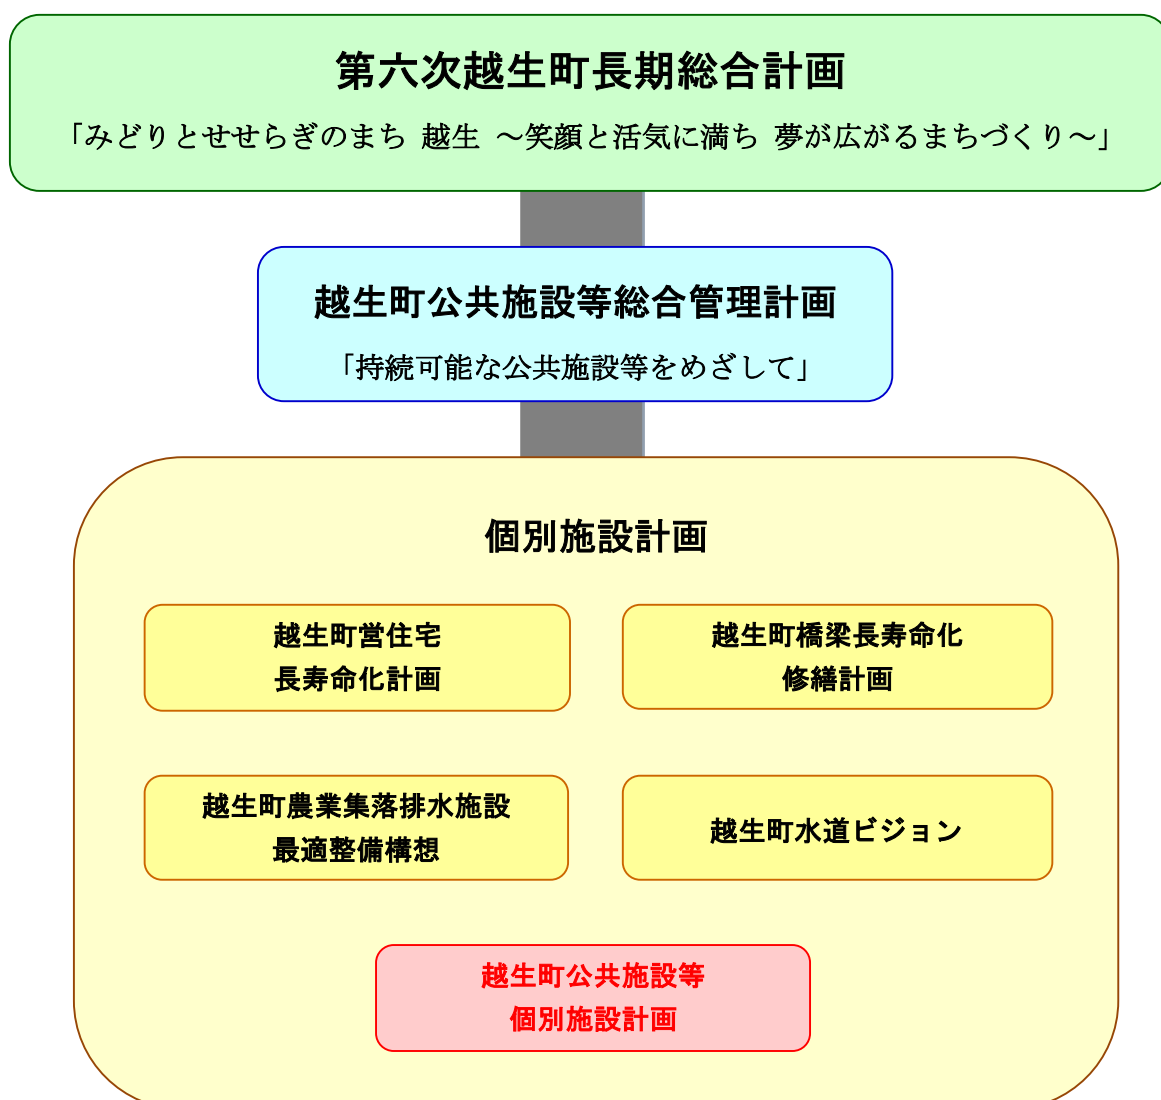 第六次越生町長期総合計画
「みどりとせせらぎのまち 越生 ～笑顔と活気に満ち 夢が広がるまちづくり～」
越生町公共施設等総合管理計画
「持続可能な公共施設等をめざして」
個別施設計画
越生町営住宅
長寿命化計画
越生町橋梁長寿命化
修繕計画
越生町農業集落排水施設
最適整備構想
越生町水道ビジョン
越生町公共施設等
個別施設計画